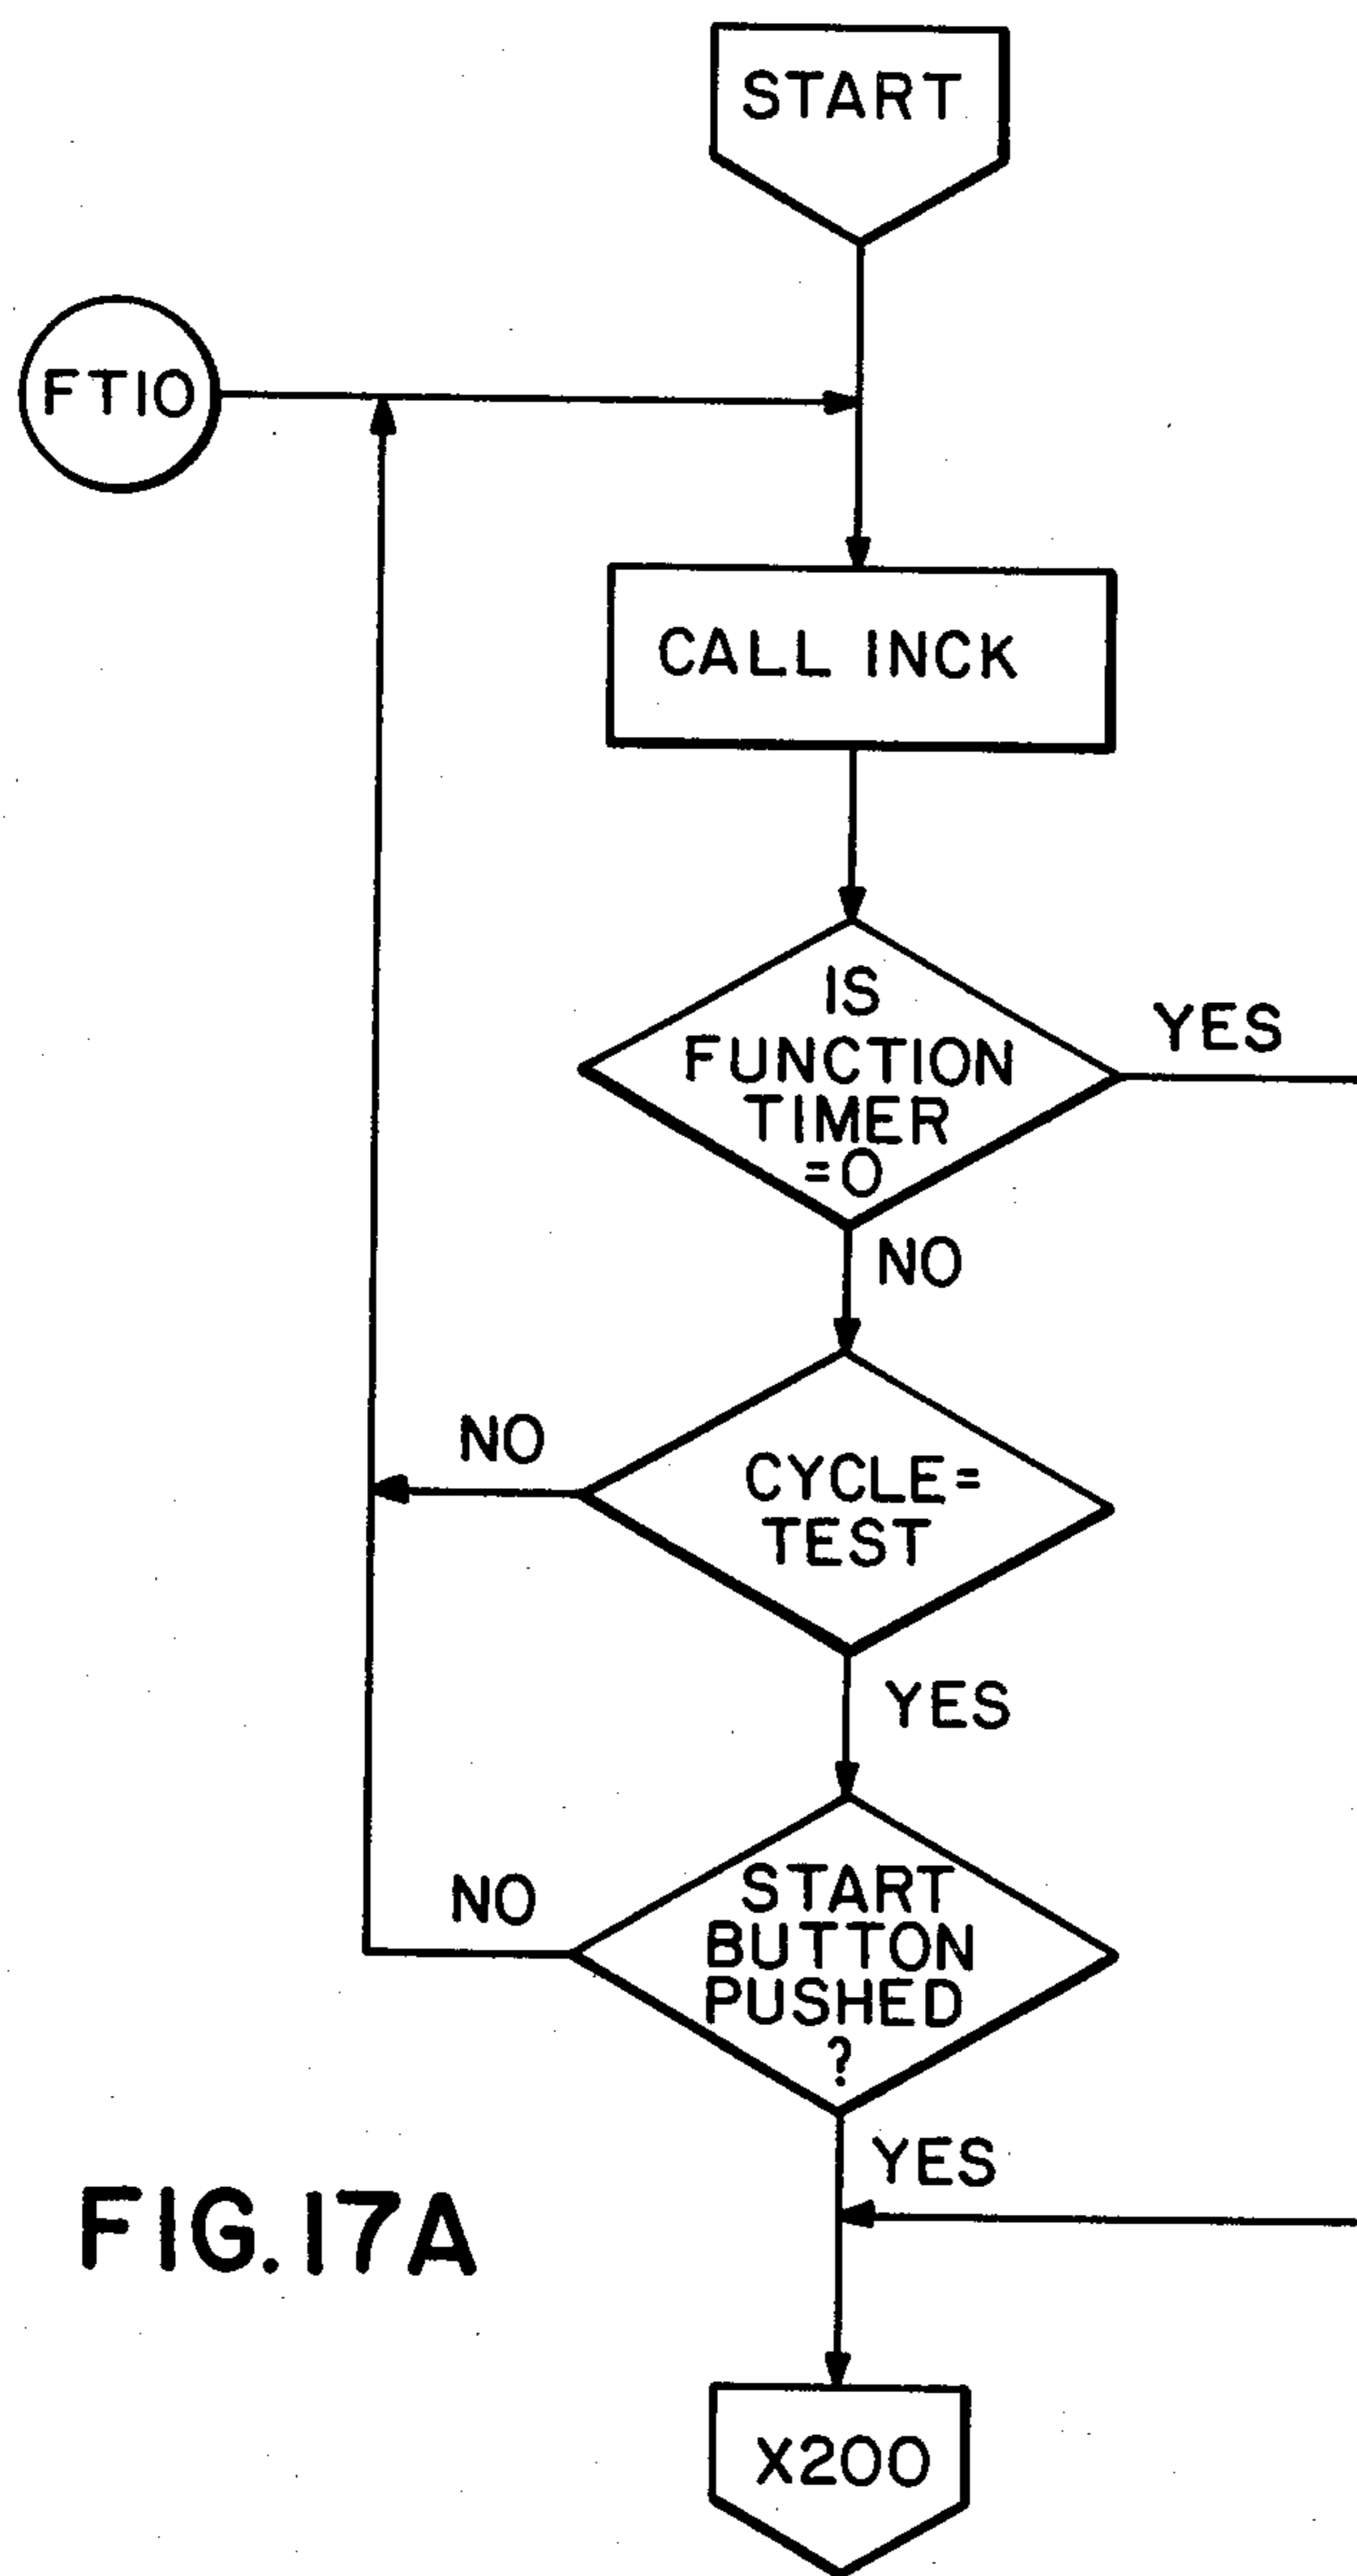 START
FT10
CALL INCK
IS
FUNCTION
TIMER
=0
YES
NO
NO
CYCLE=
TEST
YES
NO
START
BUTTON
PUSHED
?
YES
FIG.17A
X200